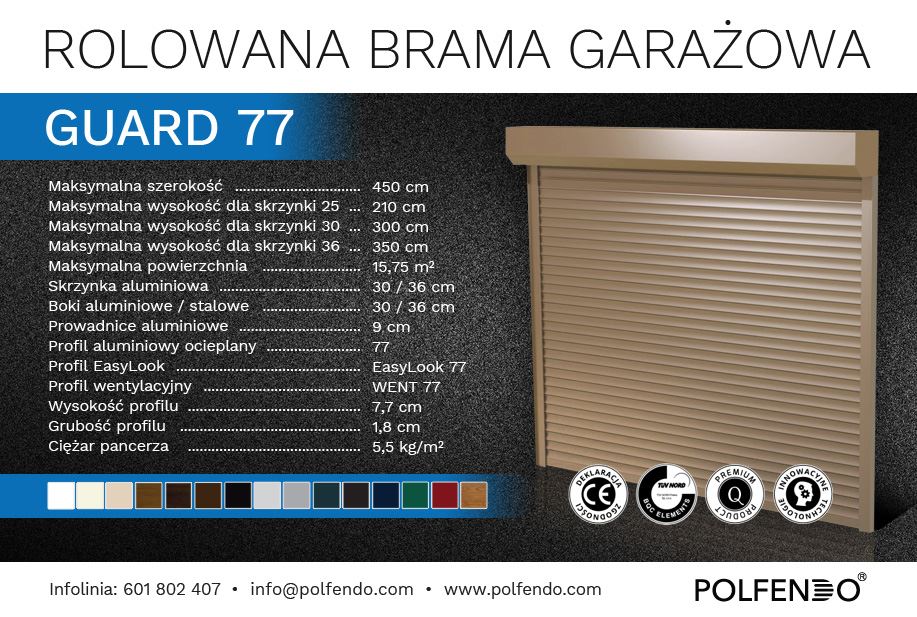 ROLOWANA BRAMA GARAŻOWA
GUARD 77
Maksymalna szerokość ................................ 450 cm
Maksymalna wysokość dla skrzynki 25 ... 210 cm
Maksymalna wysokość dla skrzynki 30 ... 300 cm
Maksymalna wysokość dla skrzynki 36 ... 350 cm
Maksymalna powierzchnia ......................... 15,75 m²
Skrzynka aluminiowa .................................... 30 / 36 cm
Boki aluminiowe / stalowe ......................... 30 / 36 cm
Prowadnice aluminiowe ............................... 9 cm
Profil aluminiowy ocieplany ........................ 77
Profil EasyLook ............................................... EasyLook 77
Profil wentylacyjny ........................................ WENT 77
Wysokość profilu ............................................ 7,7 cm
Grubość profilu .............................................. 1,8 cm
Ciężar pancerza ............................................ 5,5 kg/m²
DEKLARACJA CE ZGODNOŚCI
TÜV NORD
BQC ELEMENTS
PREMIUM Q PRODUCT
INNOWACYJNE TECHNOLOGIE
Infolinia: 601 802 407 • info@polfendo.com • www.polfendo.com
POLFENDO®